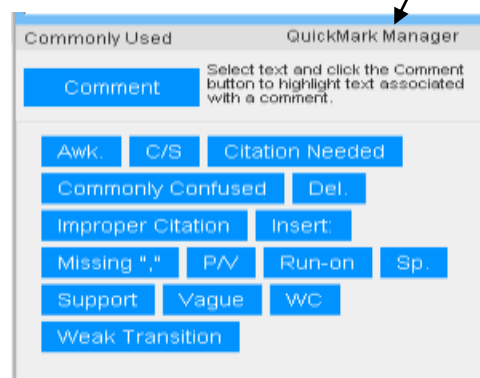 Commonly Used QuickMark Manager
Comment
Select text and click the Comment
button to highlight text associated
with a comment.
Awk. C/S Citation Needed
Commonly Confused Del.
Improper Citation Insert:
Missing "," P/V Run-on Sp.
Support Vague WC
Weak Transition